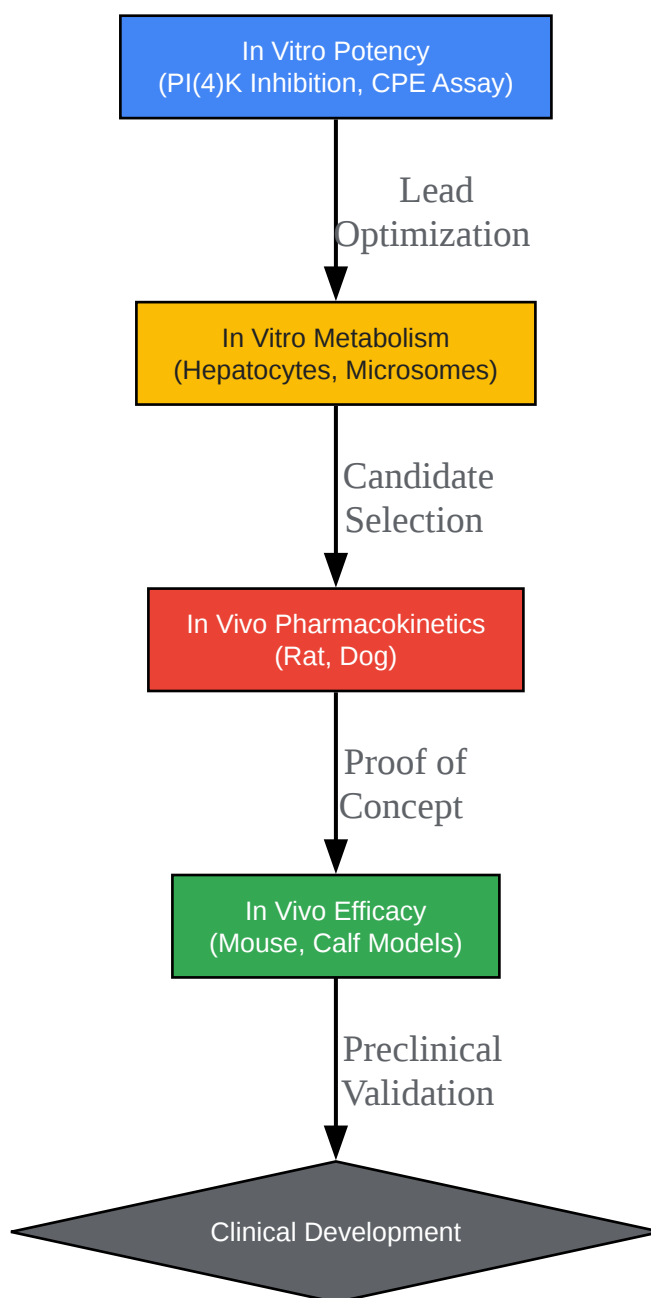 In Vitro Potency
(PI(4)K Inhibition, CPE Assay)
Lead
Optimization
In Vitro Metabolism
(Hepatocytes, Microsomes)
Candidate
Selection
In Vivo Pharmacokinetics
(Rat, Dog)
Proof of
Concept
In Vivo Efficacy
(Mouse, Calf Models)
Preclinical
Validation
Clinical Development